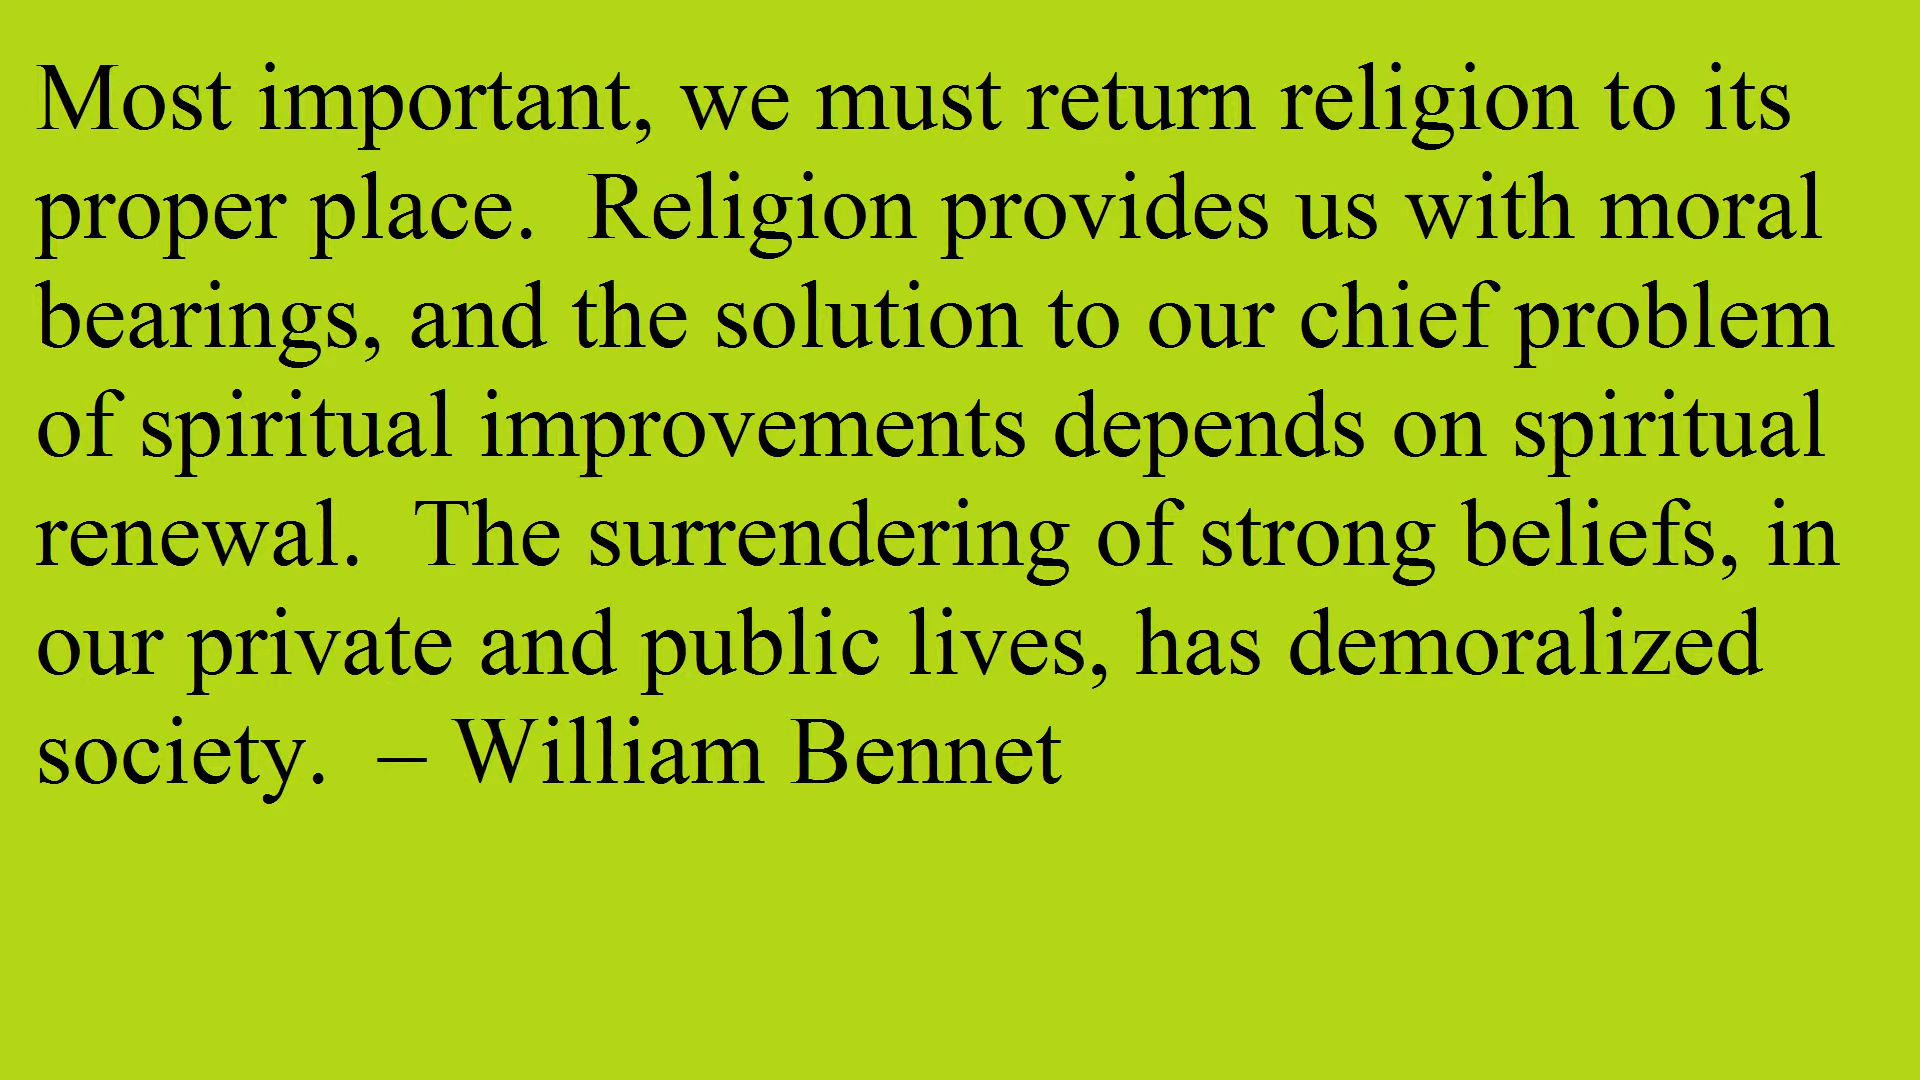 Most important, we must return religion to its
proper place.  Religion provides us with moral
bearings, and the solution to our chief problem
of spiritual improvements depends on spiritual
renewal.  The surrendering of strong beliefs, in
our private and public lives, has demoralized
society.  – William Bennet